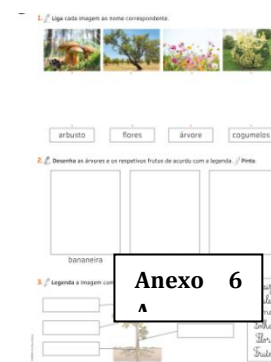 1. Liga cada imagem ao nome correspondente.
arbusto flores árvore cogumelos
2. Desenha as árvores e os respetivos frutos de acordo com a legenda. Pinta.
bananeira
3. Legenda a imagem com
Anexo 6